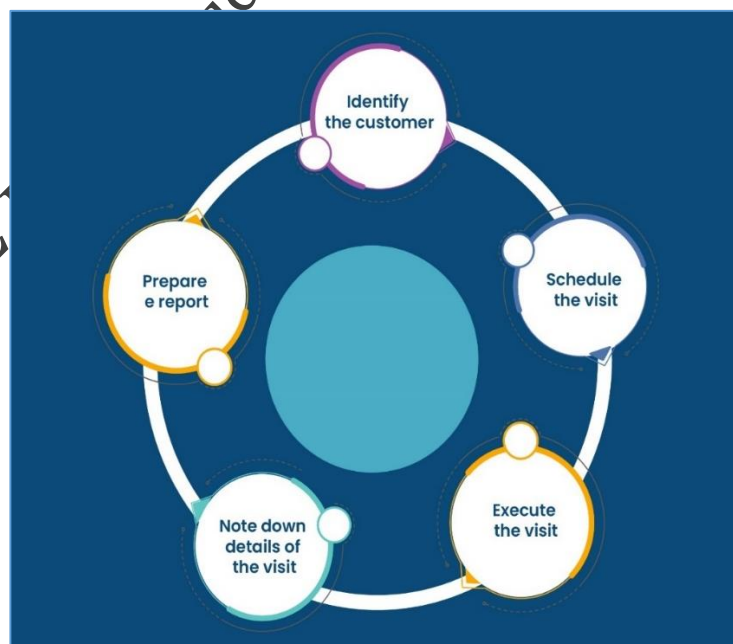 Identify
the customer
Schedule
the visit
Execute
the visit
Note down
details of
the visit
Prepare
e report